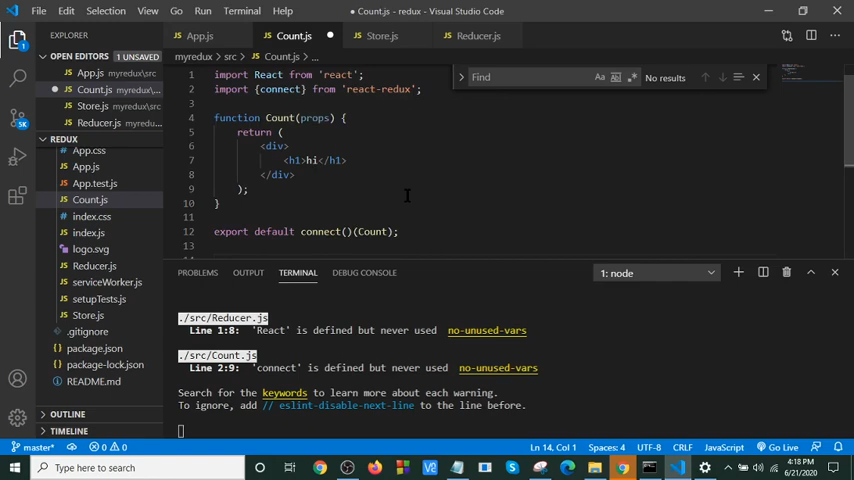 File Edit Selection View Go Run Terminal Help
● Count.js - redux - Visual Studio Code
EXPLORER
OPEN EDITORS 1 UNSAVED
App.js myredux\src
Count.js myredux\...
Store.js myredux\...
Reducer.js myredu...
REDUX
App.css
App.js
App.test.js
Count.js
index.css
index.js
logo.svg
Reducer.js
serviceWorker.js
setupTests.js
Store.js
.gitignore
package.json
package-lock.json
README.md
OUTLINE
TIMELINE
1
5K
App.js Count.js ● Store.js Reducer.js
myredux > src > Count.js > ...
Find Aa No results
1 import React from 'react';
2 import {connect} from 'react-redux';
3
4 function Count(props) {
5 return (
6 <div>
7 <h1>hi</h1>
8 </div>
9 );
10 }
11
12 export default connect()(Count);
13
PROBLEMS OUTPUT TERMINAL DEBUG CONSOLE 1: node
./src/Reducer.js
Line 1:8: 'React' is defined but never used no-unused-vars
./src/Count.js
Line 2:9: 'connect' is defined but never used no-unused-vars
Search for the keywords to learn more about each warning.
To ignore, add // eslint-disable-next-line to the line before.
master* 0 0 Ln 14, Col 1 Spaces: 4 UTF-8 CRLF JavaScript Go Live
Type here to search
4:18 PM
6/21/2020